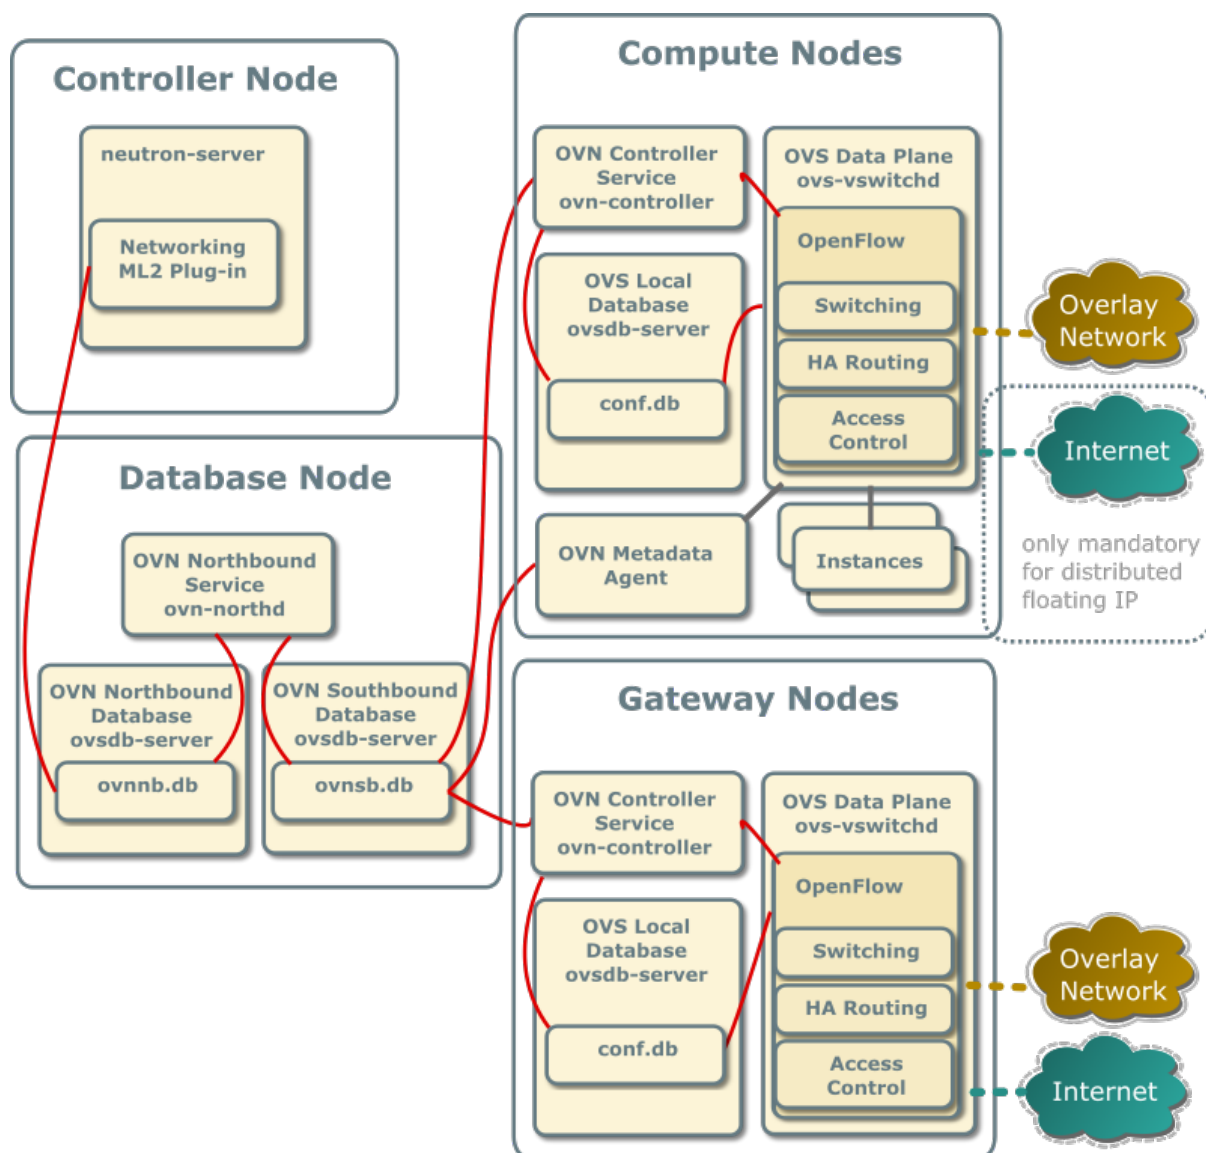 Controller Node
neutron-server
Networking
ML2 Plug-in
Database Node
OVN Northbound
Service
ovn-northd
OVN Northbound
Database
ovsdb-server
ovnnb.db
OVN Southbound
Database
ovsdb-server
ovnsb.db
Compute Nodes
OVN Controller
Service
ovn-controller
OVS Local
Database
ovsdb-server
conf.db
OVN Metadata
Agent
OVS Data Plane
ovs-vswitchd
OpenFlow
Switching
HA Routing
Access
Control
Instances
Overlay
Network
Internet
only mandatory
for distributed
floating IP
Gateway Nodes
OVN Controller
Service
ovn-controller
OVS Local
Database
ovsdb-server
conf.db
OVS Data Plane
ovs-vswitchd
OpenFlow
Switching
HA Routing
Access
Control
Overlay
Network
Internet